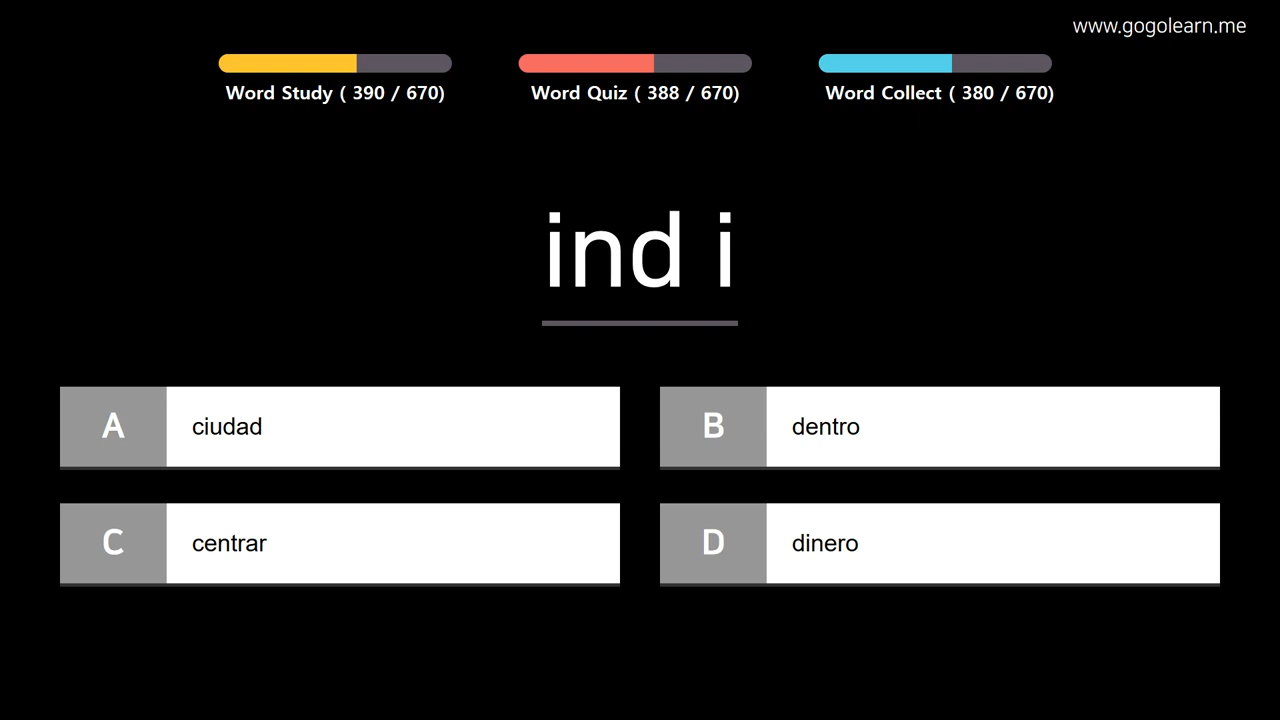 www.gogolearn.me
Word Study ( 390 / 670)
Word Quiz ( 388 / 670)
Word Collect ( 380 / 670)
ind i
A
ciudad
B
dentro
C
centrar
D
dinero